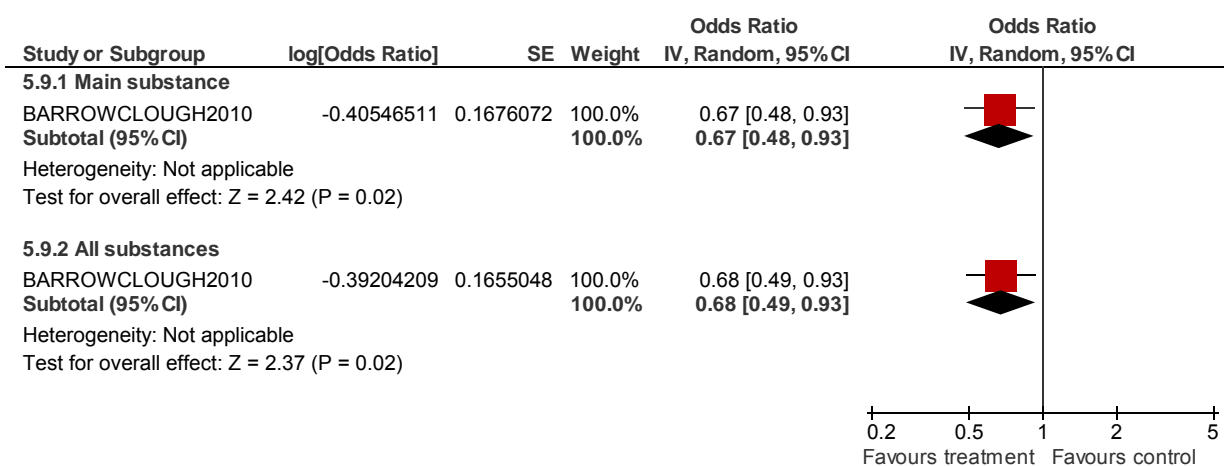 Odds Ratio Odds Ratio
Study or Subgroup log[Odds Ratio] SE Weight IV, Random, 95% CI IV, Random, 95% CI
5.9.1 Main substance
BARROWCLOUGH2010 -0.40546511 0.1676072 100.0% 0.67 [0.48, 0.93]
Subtotal (95% CI) 100.0% 0.67 [0.48, 0.93]
Heterogeneity: Not applicable
Test for overall effect: Z = 2.42 (P = 0.02)
5.9.2 All substances
BARROWCLOUGH2010 -0.39204209 0.1655048 100.0% 0.68 [0.49, 0.93]
Subtotal (95% CI) 100.0% 0.68 [0.49, 0.93]
Heterogeneity: Not applicable
Test for overall effect: Z = 2.37 (P = 0.02)
0.2 0.5 1 2 5
Favours treatment Favours control